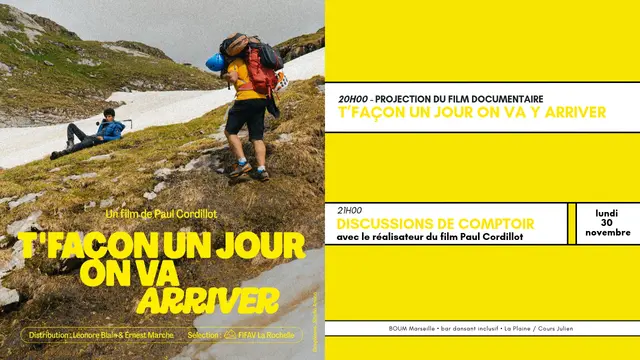 Un film de Paul Cordillot
T'FAÇON UN JOUR
ON VA
ARRIVER
Distribution : Léonore Blain & Ernest Marche
Sélection : FIFAV La Rochelle
20H00 - PROJECTION DU FILM DOCUMENTAIRE
T'FAÇON UN JOUR ON VA Y ARRIVER
21H00
DISCUSSIONS DE COMPTOIR
avec le réalisateur du film Paul Cordillot
lundi
30
novembre
BOUM Marseille • bar dansant inclusif • La Plaine / Cours Julien